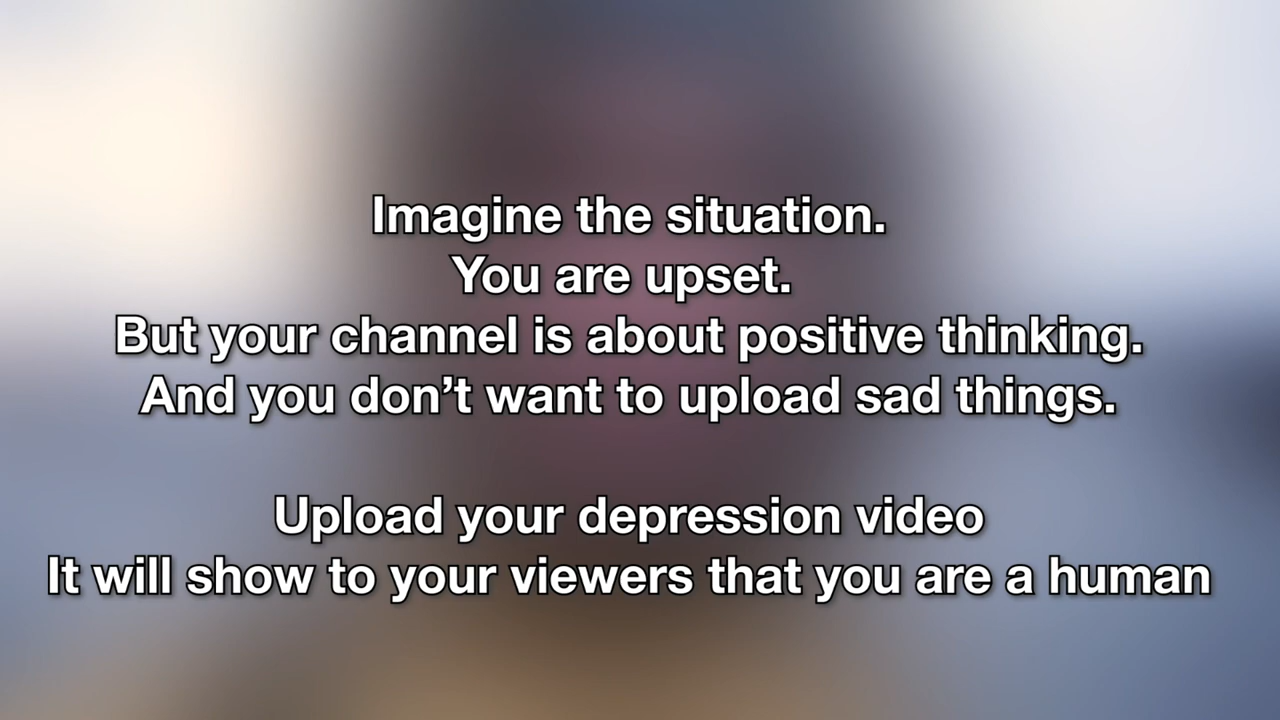 Imagine the situation.
You are upset.
But your channel is about positive thinking.
And you don’t want to upload sad things.
Upload your depression video
It will show to your viewers that you are a human